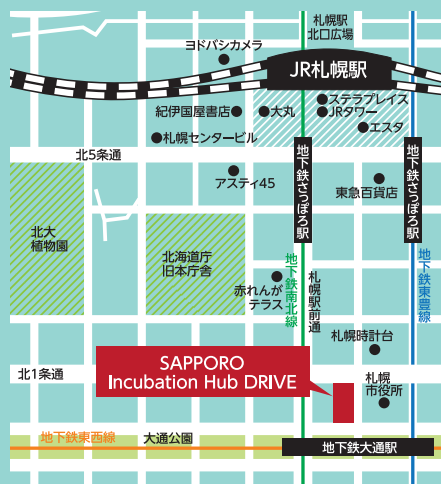 札幌駅
北口広場
ヨドバシカメラ
JR札幌駅
紀伊国屋書店
大丸
ステラプレイス
JRタワー
エスタ
札幌センタービル
北5条通
アスティ45
地下鉄さっぽろ駅
東急百貨店
地下鉄さっぽろ駅
北大
植物園
北海道庁
旧本庁舎
赤れんが
テラス
地下鉄南北線
札幌駅前通
地下鉄東豊線
札幌時計台
SAPPORO
Incubation Hub DRIVE
北1条通
札幌
市役所
地下鉄東西線
大通公園
地下鉄大通駅